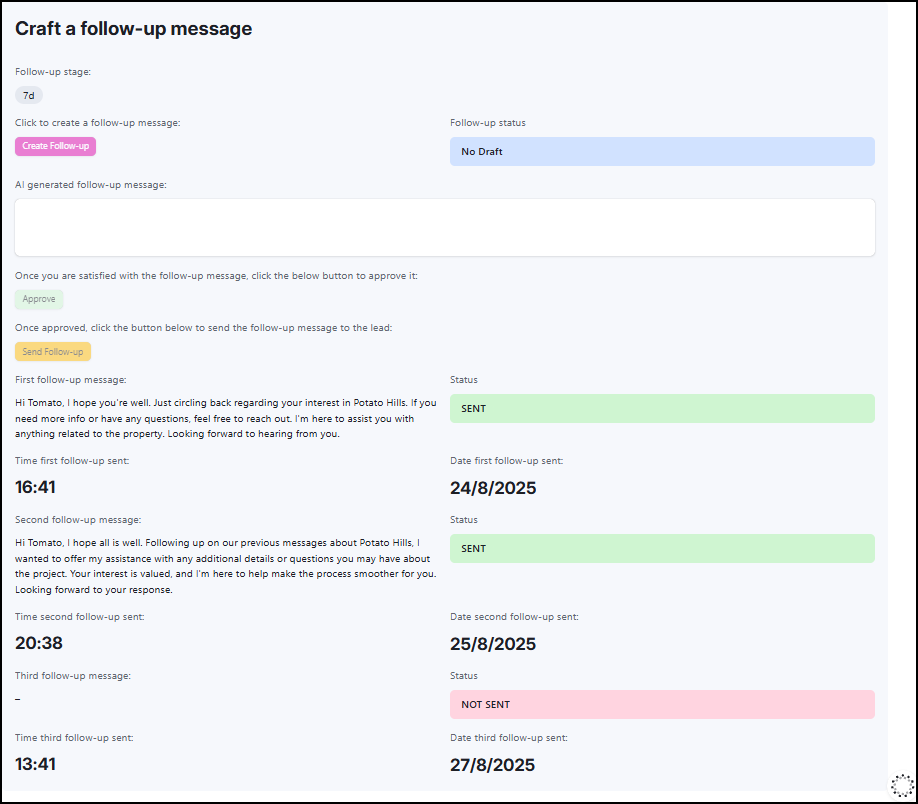 Craft a follow-up message
Follow-up stage:
7d
Click to create a follow-up message:
Follow-up status
Create Follow-up
No Draft
AI generated follow-up message:
Once you are satisfied with the follow-up message, click the below button to approve it:
Approve
Once approved, click the button below to send the follow-up message to the lead:
Send Follow-up
First follow-up message:
Status
Hi Tomato, I hope you're well. Just circling back regarding your interest in Potato Hills. If you
need more info or have any questions, feel free to reach out. I'm here to assist you with
anything related to the property. Looking forward to hearing from you.
SENT
Time first follow-up sent:
Date first follow-up sent:
16:41
24/8/2025
Second follow-up message:
Status
Hi Tomato, I hope all is well. Following up on our previous messages about Potato Hills, I
wanted to offer my assistance with any additional details or questions you may have about
the project. Your interest is valued, and I'm here to help make the process smoother for you.
Looking forward to your response.
SENT
Time second follow-up sent:
Date second follow-up sent:
20:38
25/8/2025
Third follow-up message:
Status
–
NOT SENT
Time third follow-up sent:
Date third follow-up sent:
13:41
27/8/2025